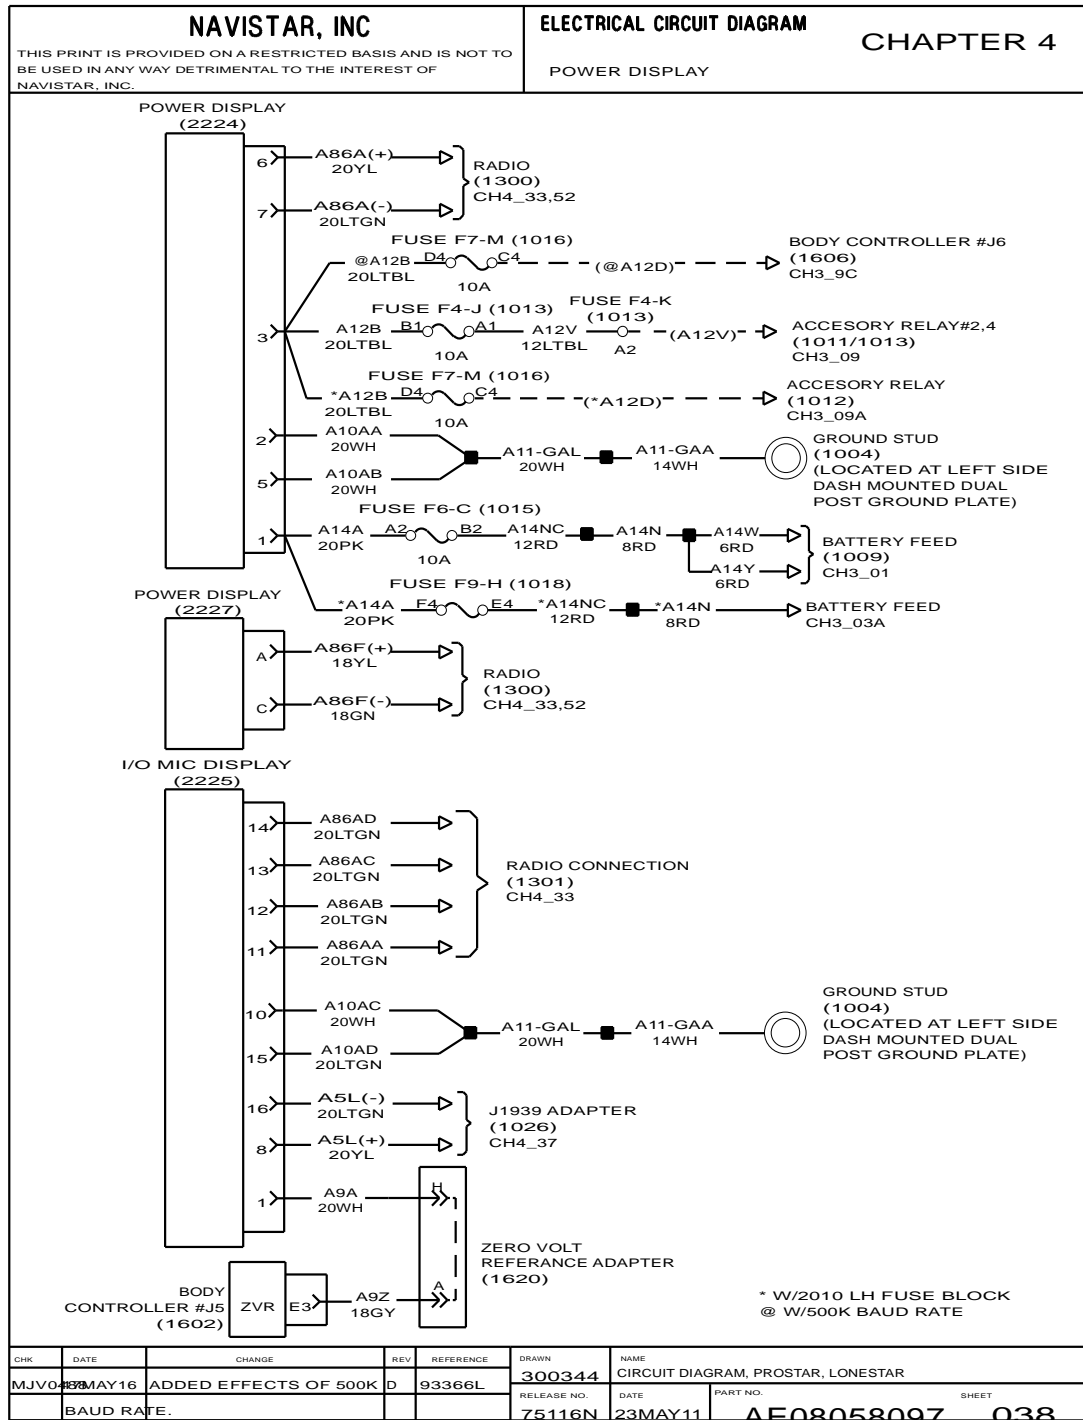 NAVISTAR, INC
THIS PRINT IS PROVIDED ON A RESTRICTED BASIS AND IS NOT TO
BE USED IN ANY WAY DETRIMENTAL TO THE INTEREST OF
NAVISTAR, INC.
ELECTRICAL CIRCUIT DIAGRAM
CHAPTER 4
POWER DISPLAY
POWER DISPLAY
(2224)
6
A86A(+)
20YL
7
A86A(-)
20LTGN
RADIO
(1300)
CH4_33,52
FUSE F7-M (1016)
@A12B
20LTBL
D4
C4
10A
(@A12D)
BODY CONTROLLER #J6
(1606)
CH3_9C
3
FUSE F4-J (1013)
A12B
20LTBL
B1
A1
10A
A12V
12LTBL
FUSE F4-K
(1013)
A2
(A12V)
ACCESORY RELAY#2,4
(1011/1013)
CH3_09
FUSE F7-M (1016)
*A12B
20LTBL
D4
C4
10A
(*A12D)
ACCESORY RELAY
(1012)
CH3_09A
2
A10AA
20WH
5
A10AB
20WH
A11-GAL
20WH
A11-GAA
14WH
GROUND STUD
(1004)
(LOCATED AT LEFT SIDE
DASH MOUNTED DUAL
POST GROUND PLATE)
FUSE F6-C (1015)
1
A14A
20PK
A2
B2
10A
A14NC
12RD
A14N
8RD
A14W
6RD
A14Y
6RD
BATTERY FEED
(1009)
CH3_01
FUSE F9-H (1018)
*A14A
20PK
F4
E4
*A14NC
12RD
*A14N
8RD
BATTERY FEED
CH3_03A
POWER DISPLAY
(2227)
A
A86F(+)
18YL
C
A86F(-)
18GN
RADIO
(1300)
CH4_33,52
I/O MIC DISPLAY
(2225)
14
A86AD
20LTGN
13
A86AC
20LTGN
12
A86AB
20LTGN
11
A86AA
20LTGN
RADIO CONNECTION
(1301)
CH4_33
10
A10AC
20WH
15
A10AD
20LTGN
A11-GAL
20WH
A11-GAA
14WH
GROUND STUD
(1004)
(LOCATED AT LEFT SIDE
DASH MOUNTED DUAL
POST GROUND PLATE)
16
A5L(-)
20LTGN
8
A5L(+)
20YL
J1939 ADAPTER
(1026)
CH4_37
1
A9A
20WH
H
A
ZERO VOLT
REFERANCE ADAPTER
(1620)
BODY
CONTROLLER #J5
(1602)
ZVR
E3
A9Z
18GY
* W/2010 LH FUSE BLOCK
@ W/500K BAUD RATE
CHK DATE CHANGE REV REFERENCE
MAY16 ADDED EFFECTS OF 500K D 93366L
BAUD RATE.
DRAWN
300344
NAME
CIRCUIT DIAGRAM, PROSTAR, LONESTAR
RELEASE NO.
75116N
DATE
23MAY11
PART NO.
AE08058097
SHEET
038